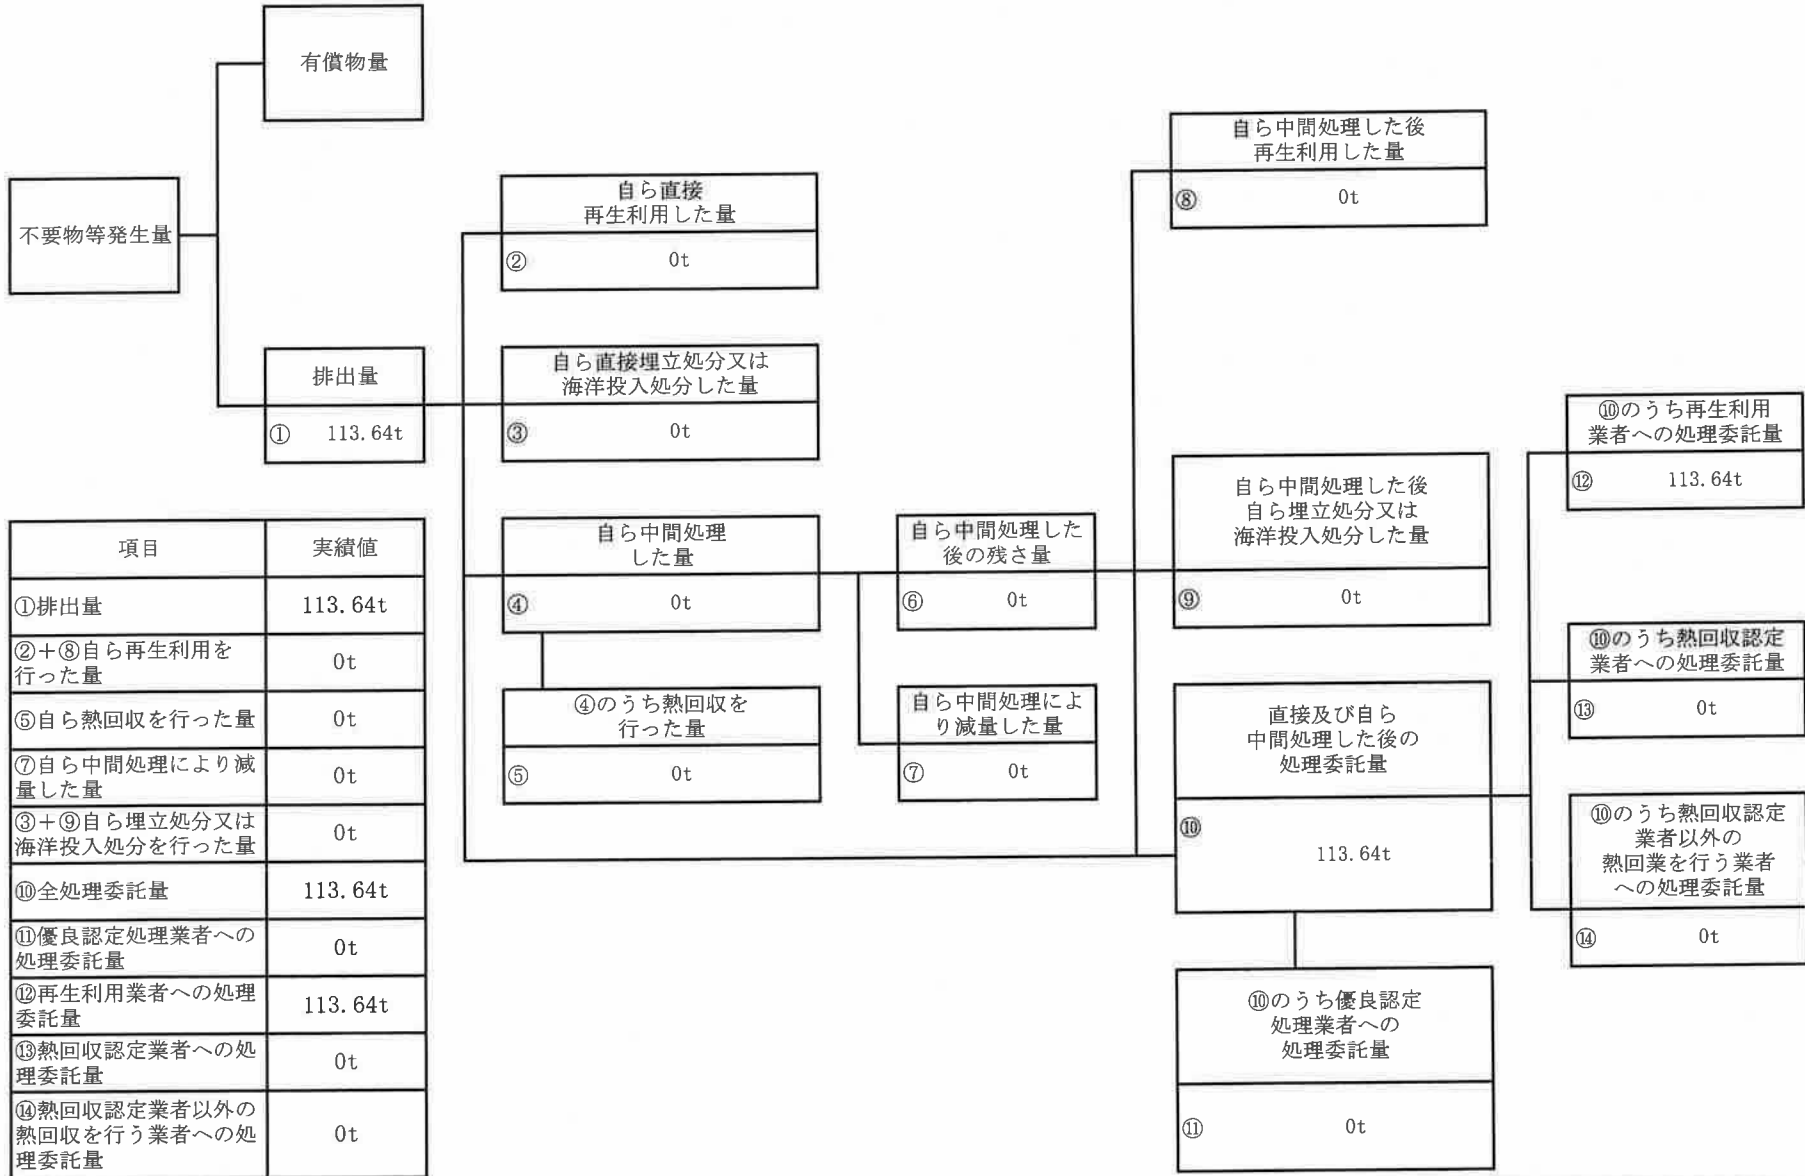 有償物量
不要物等発生量
排出量
① 113.64t
自ら直接
再生利用した量
② 0t
自ら直接埋立処分又は
海洋投入処分した量
③ 0t
自ら中間処理
した量
④ 0t
④のうち熱回収を
行った量
⑤ 0t
自ら中間処理した
後の残さ量
⑥ 0t
自ら中間処理によ
り減量した量
⑦ 0t
自ら中間処理した後
再生利用した量
⑧ 0t
自ら中間処理した後
自ら埋立処分又は
海洋投入処分した量
⑨ 0t
直接及び自ら
中間処理した後の
処理委託量
⑩
113.64t
⑩のうち優良認定
処理業者への
処理委託量
⑪ 0t
⑩のうち再生利用
業者への処理委託量
⑫ 113.64t
⑩のうち熱回収認定
業者への処理委託量
⑬ 0t
⑩のうち熱回収認定
業者以外の
熱回業を行う業者
への処理委託量
⑭ 0t
項目 実績値
①排出量 113.64t
②+⑧自ら再生利用を
行った量 0t
⑤自ら熱回収を行った量 0t
⑦自ら中間処理により減
量した量 0t
③+⑨自ら埋立処分又は
海洋投入処分を行った量 0t
⑩全処理委託量 113.64t
⑪優良認定処理業者への
処理委託量 0t
⑫再生利用業者への処理
委託量 113.64t
⑬熱回収認定業者への処
理委託量 0t
⑭熱回収認定業者以外の
熱回収を行う業者への処
理委託量 0t